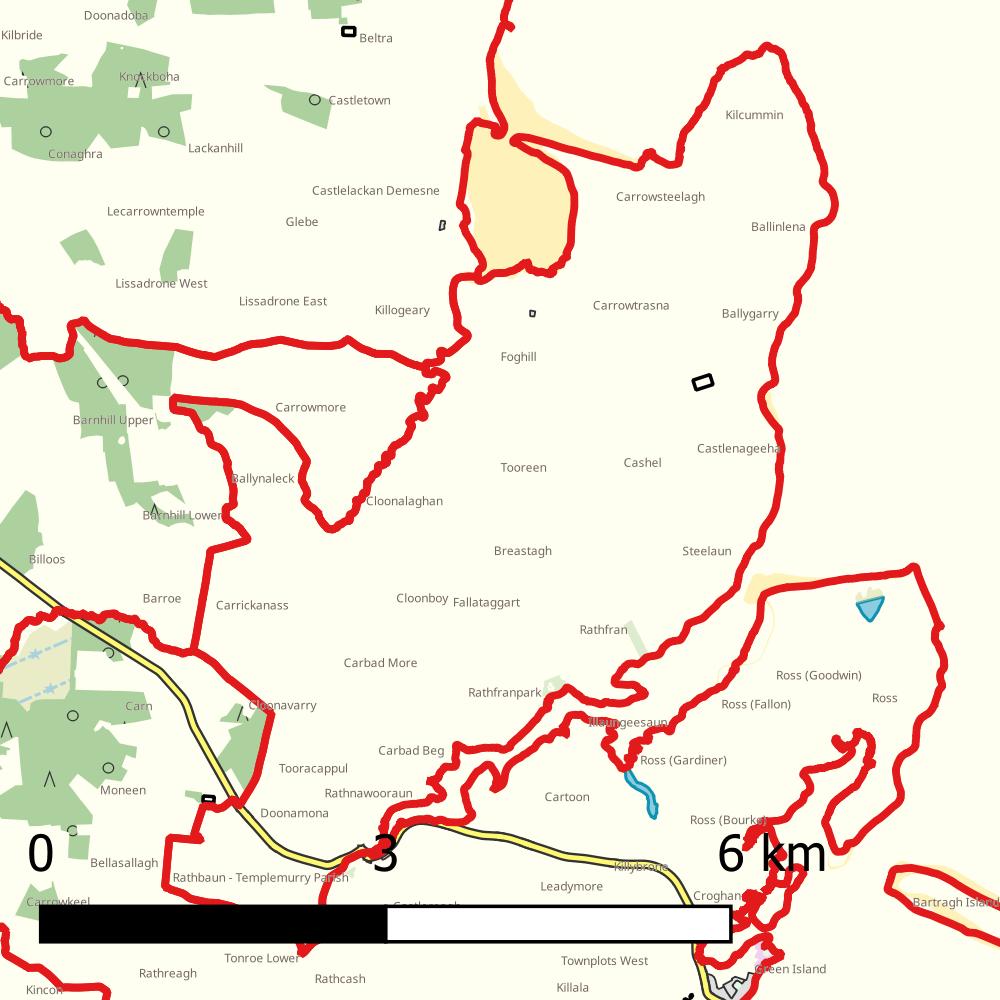 Doonadoba
Kilbride
Beltra
Carrowmore
Knockboha
Castletown
Kilcummin
Lackanhill
Conaghra
Castlelackan Demesne
Carrowsteelagh
Lecarrowntemple
Glebe
Ballinlena
Lissadrone West
Lissadrone East
Killogeary
Carrowtrasna
Ballygarry
Foghill
Carrowmore
Barnhill Upper
Castlenageeha
Cashel
Tooreen
Ballynaleck
Cloonalaghan
Barnhill Lower
Breastagh
Steelaun
Billoos
Barroe
Carrickanass
Cloonboy
Fallataggart
Rathfran
Carbad More
Ross (Goodwin)
Rathfranpark
Ross
Carn
Cloonavarry
Ross (Fallon)
Illaungeesaun
Carbad Beg
Ross (Gardiner)
Tooracappul
Moneen
Rathnawooraun
Cartoon
Doonamona
Ross (Bourke)
0
3
6 km
Bellasallagh
Killybrone
Rathbaun - Templemurry Parish
Leadymore
Croghan
Carrowkeel
Bartragh Island
Tonroe Lower
Townplots West
Rathreagh
Green Island
Rathcash
Killala
Kincon